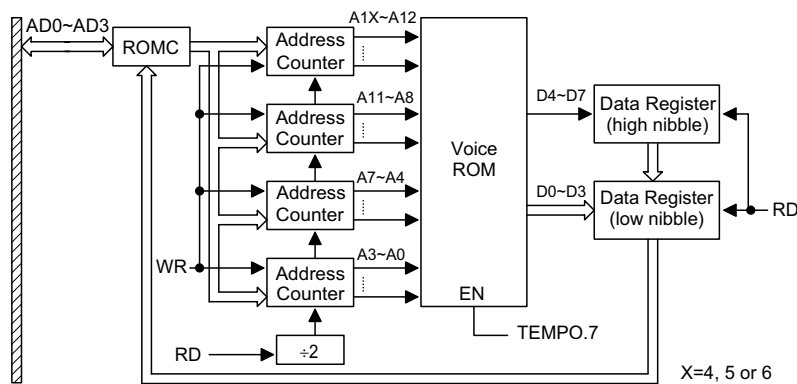 AD0~AD3
ROMC
Address
Counter
A1X~A12
Address
Counter
A11~A8
Address
Counter
A7~A4
Address
Counter
A3~A0
WR
RD
÷2
Voice
ROM
EN
TEMPO.7
D4~D7
Data Register
(high nibble)
D0~D3
Data Register
(low nibble)
RD
X=4, 5 or 6